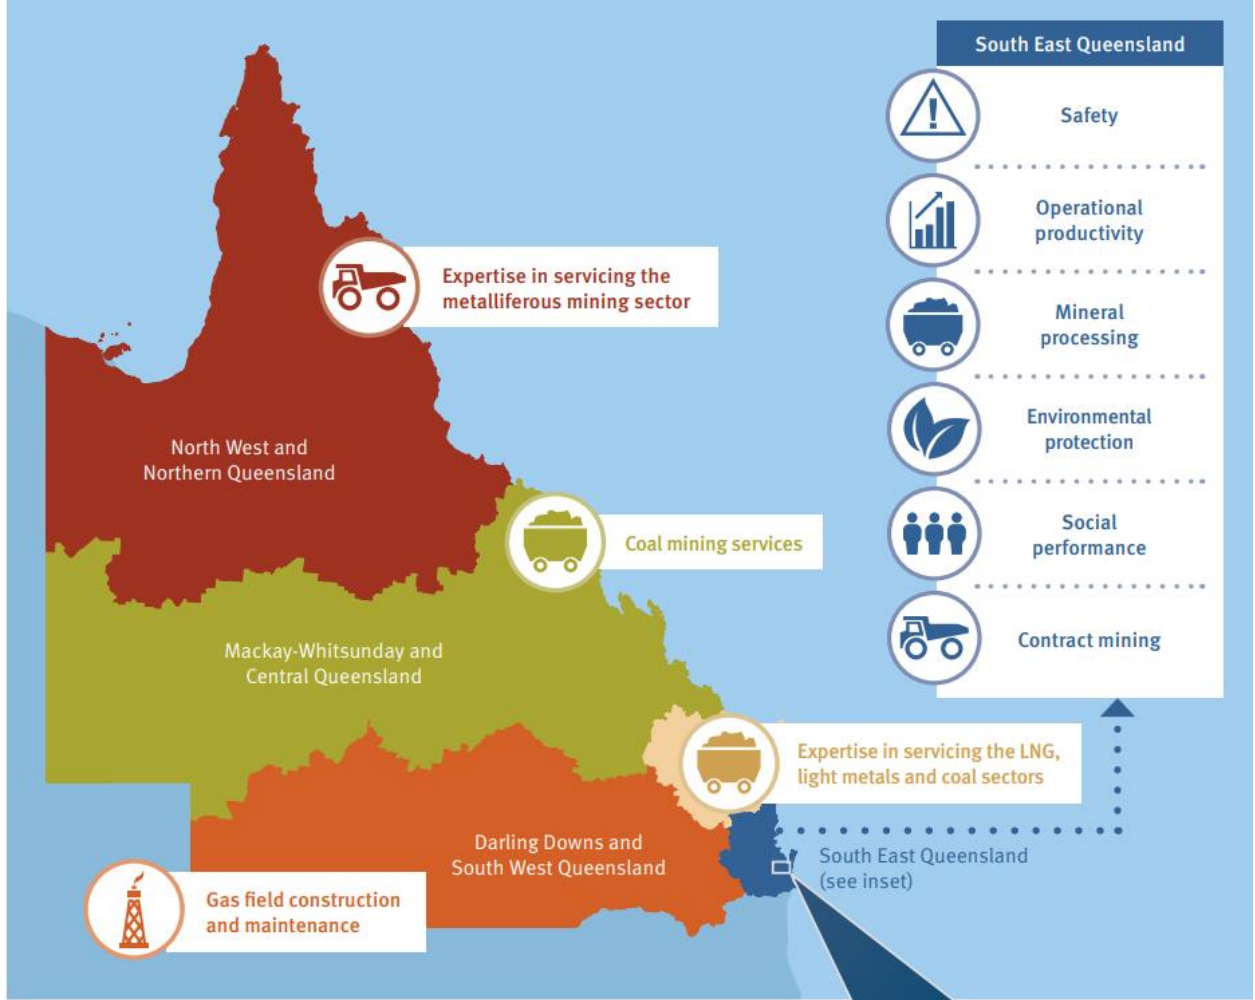 South East Queensland
Safety
Operational
productivity
Mineral
processing
Environmental
protection
Social
performance
Contract mining
Expertise in servicing the
metalliferous mining sector
North West and
Northern Queensland
Coal mining services
Mackay-Whitsunday and
Central Queensland
Expertise in servicing the LNG,
light metals and coal sectors
Darling Downs and
South West Queensland
South East Queensland
(see inset)
Gas field construction
and maintenance